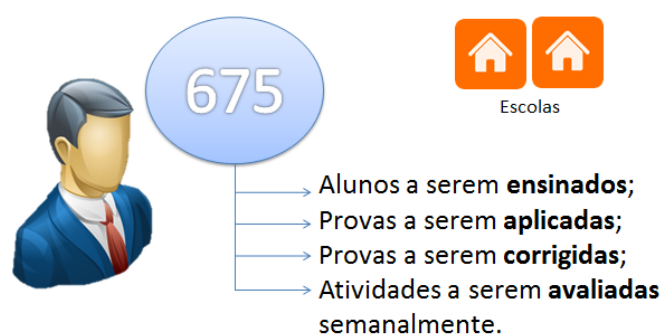 675
Escolas
Alunos a serem ensinados;
Provas a serem aplicadas;
Provas a serem corrigidas;
Atividades a serem avaliadas
semanalmente.